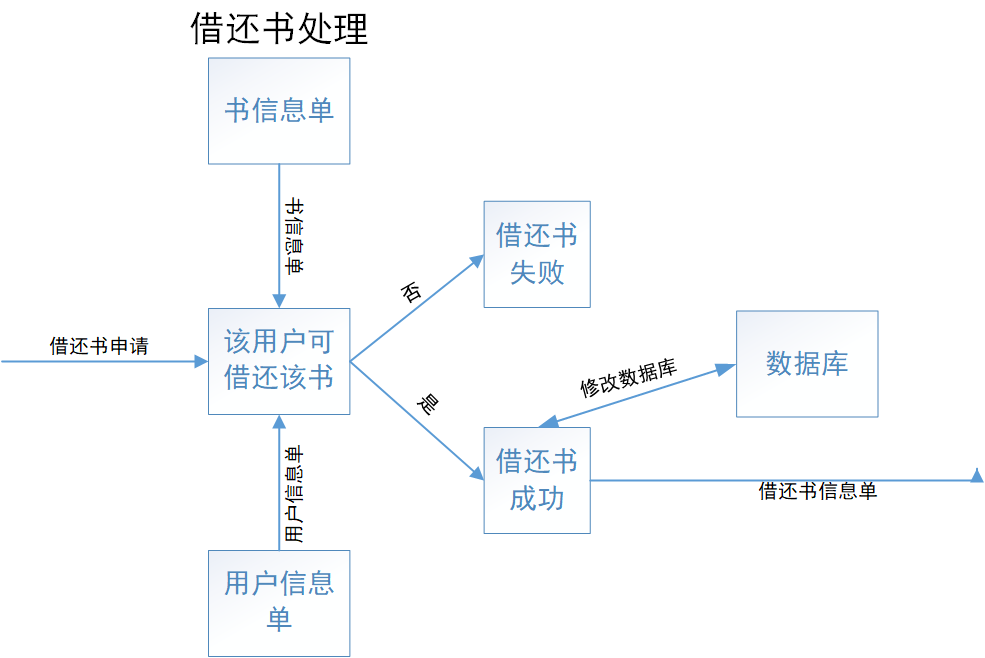 借还书处理
书信息单
书信息单
借还书
失败
否
借还书申请
该用户可
借还该书
修改数据库
数据库
是
借还书
成功
借还书信息单
用户信息单
用户信息
单